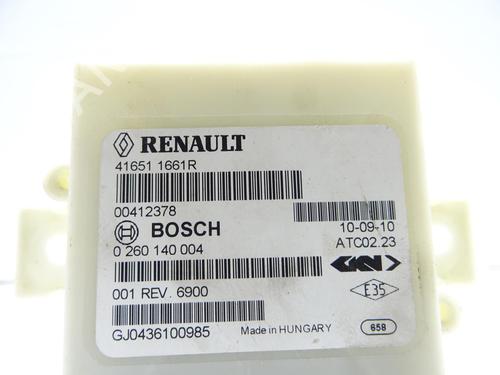 RENAULT
41651 1661R
00412378
BOSCH
10-09-10
0 260 140 004
ATC02.23
GKN
001 REV. 6900
E35
GJ0436100985
Made in HUNGARY
658